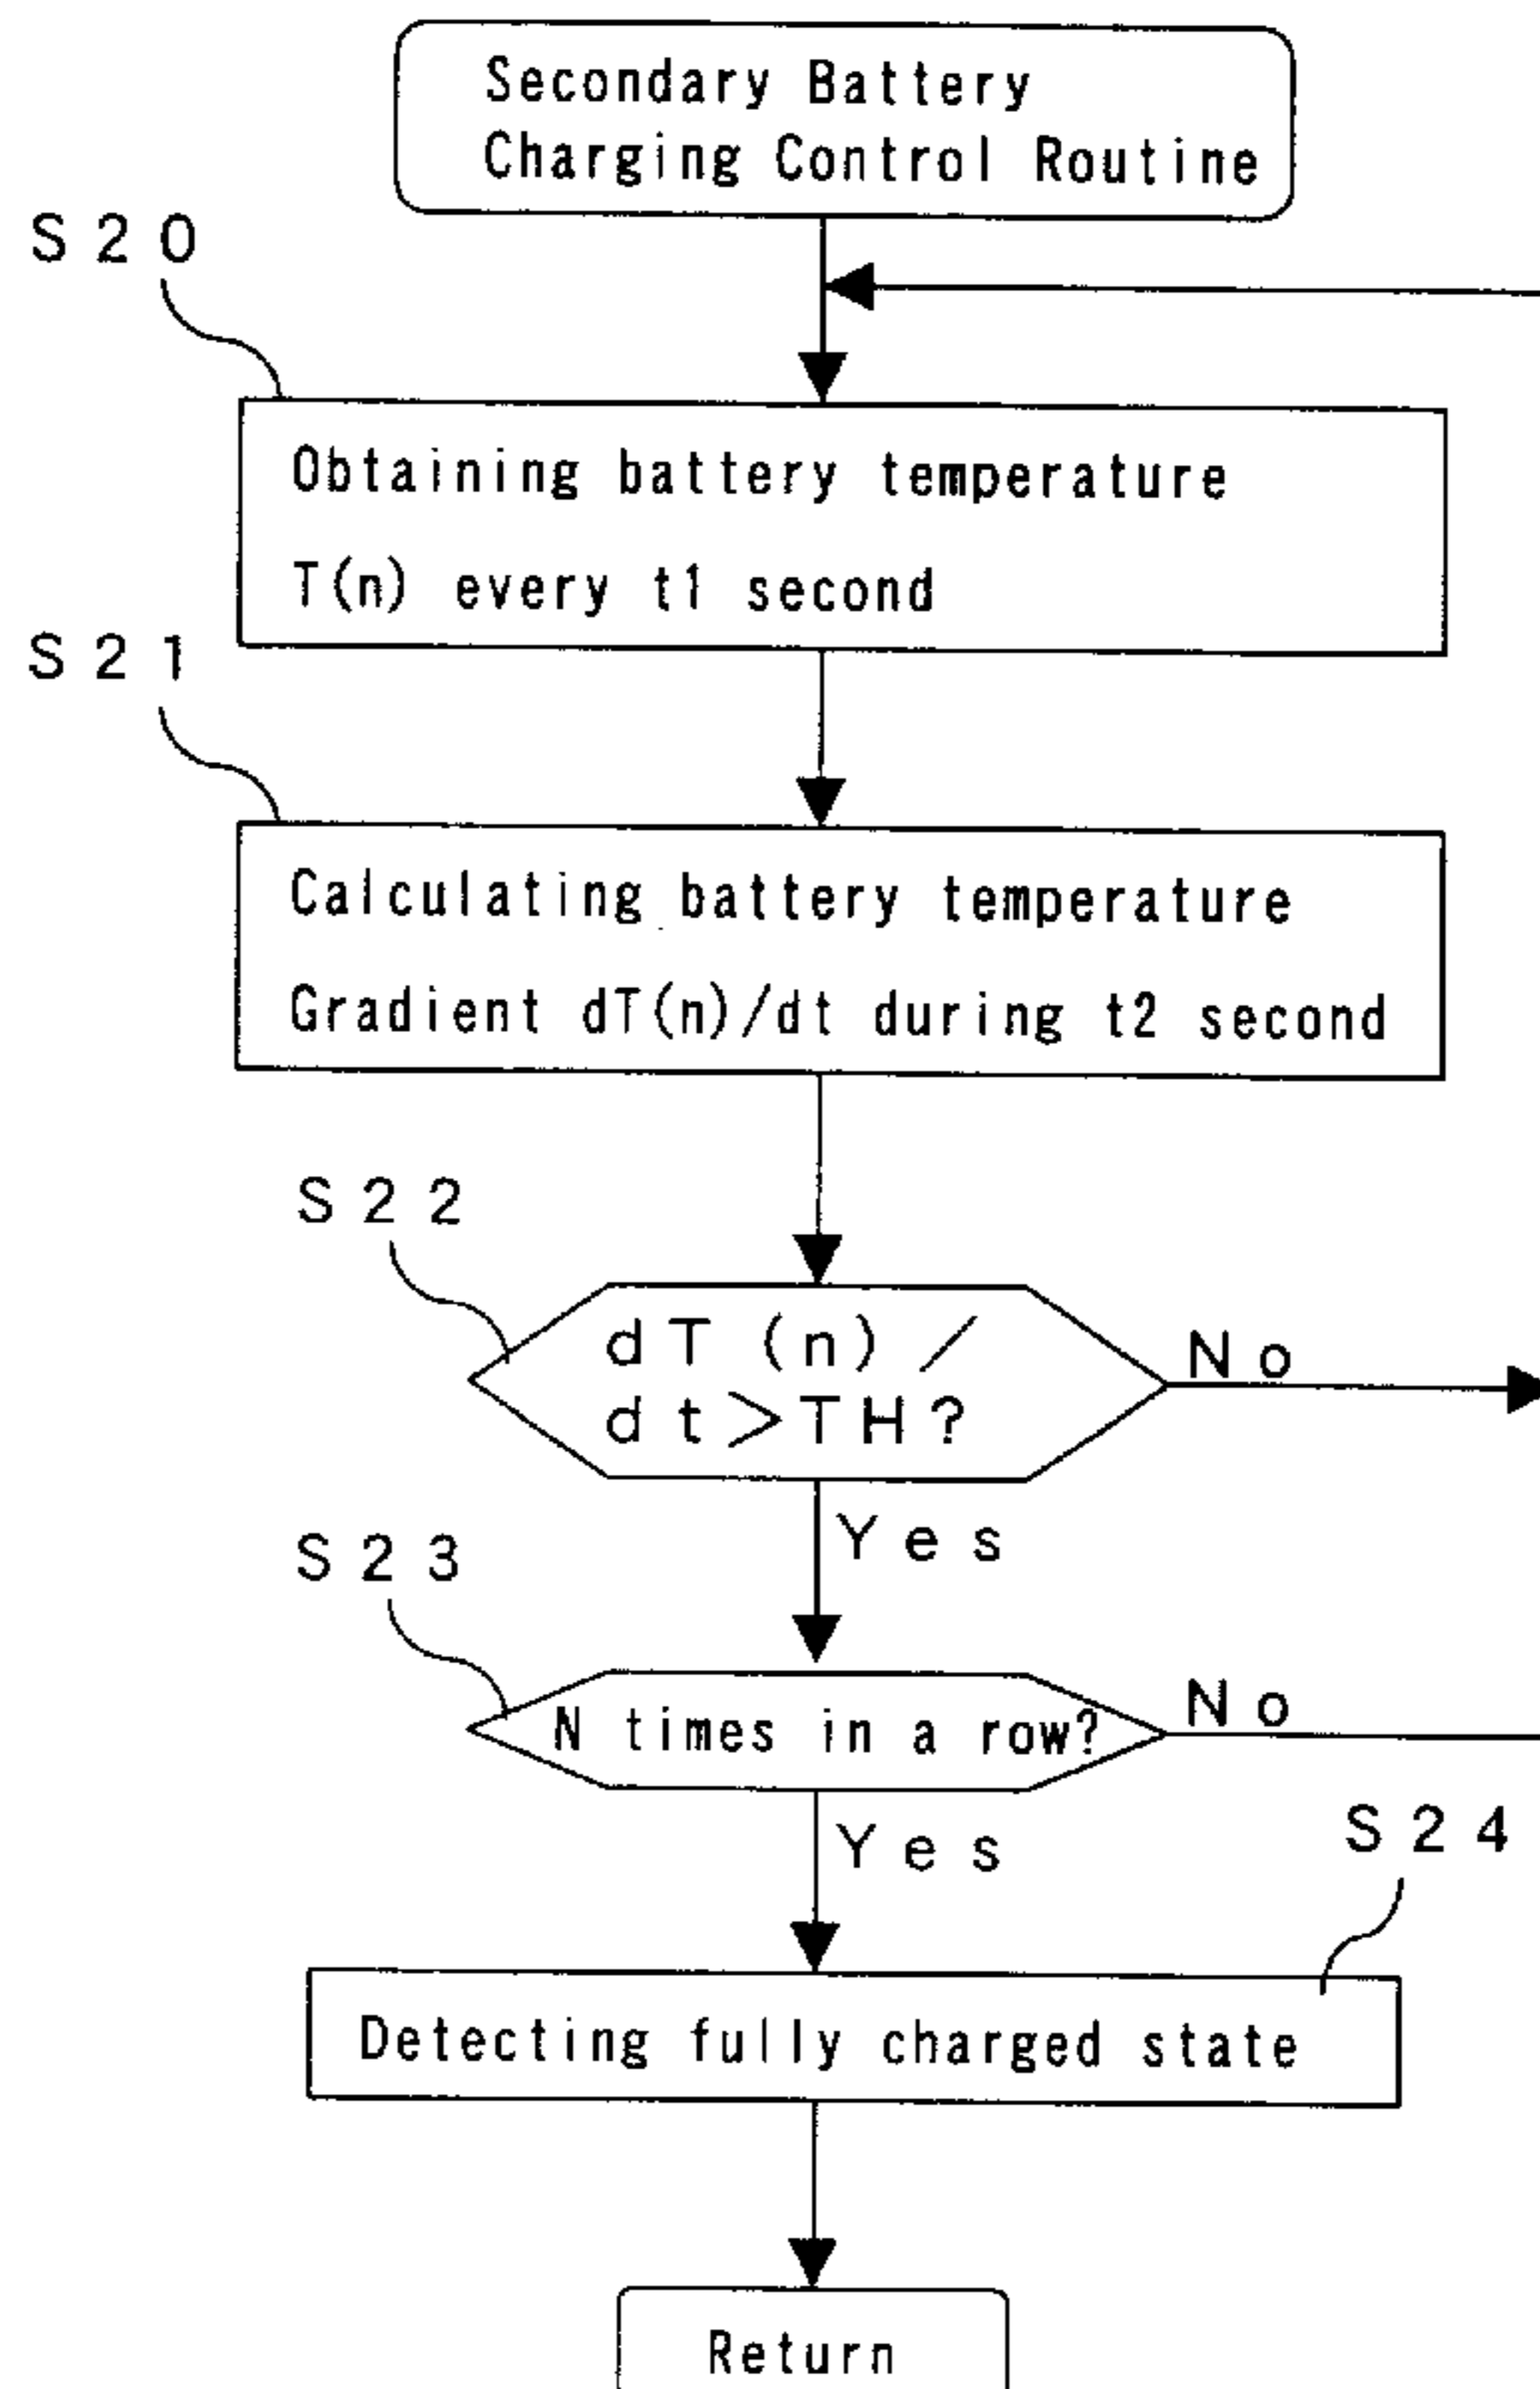 Secondary Battery
Charging Control Routine
S20
Obtaining battery temperature
T(n) every t1 second
S21
Calculating battery temperature
Gradient dT(n)/dt during t2 second
S22
dT(n)/
dt>TH?
No
Yes
S23
N times in a row?
No
Yes
S24
Detecting fully charged state
Return